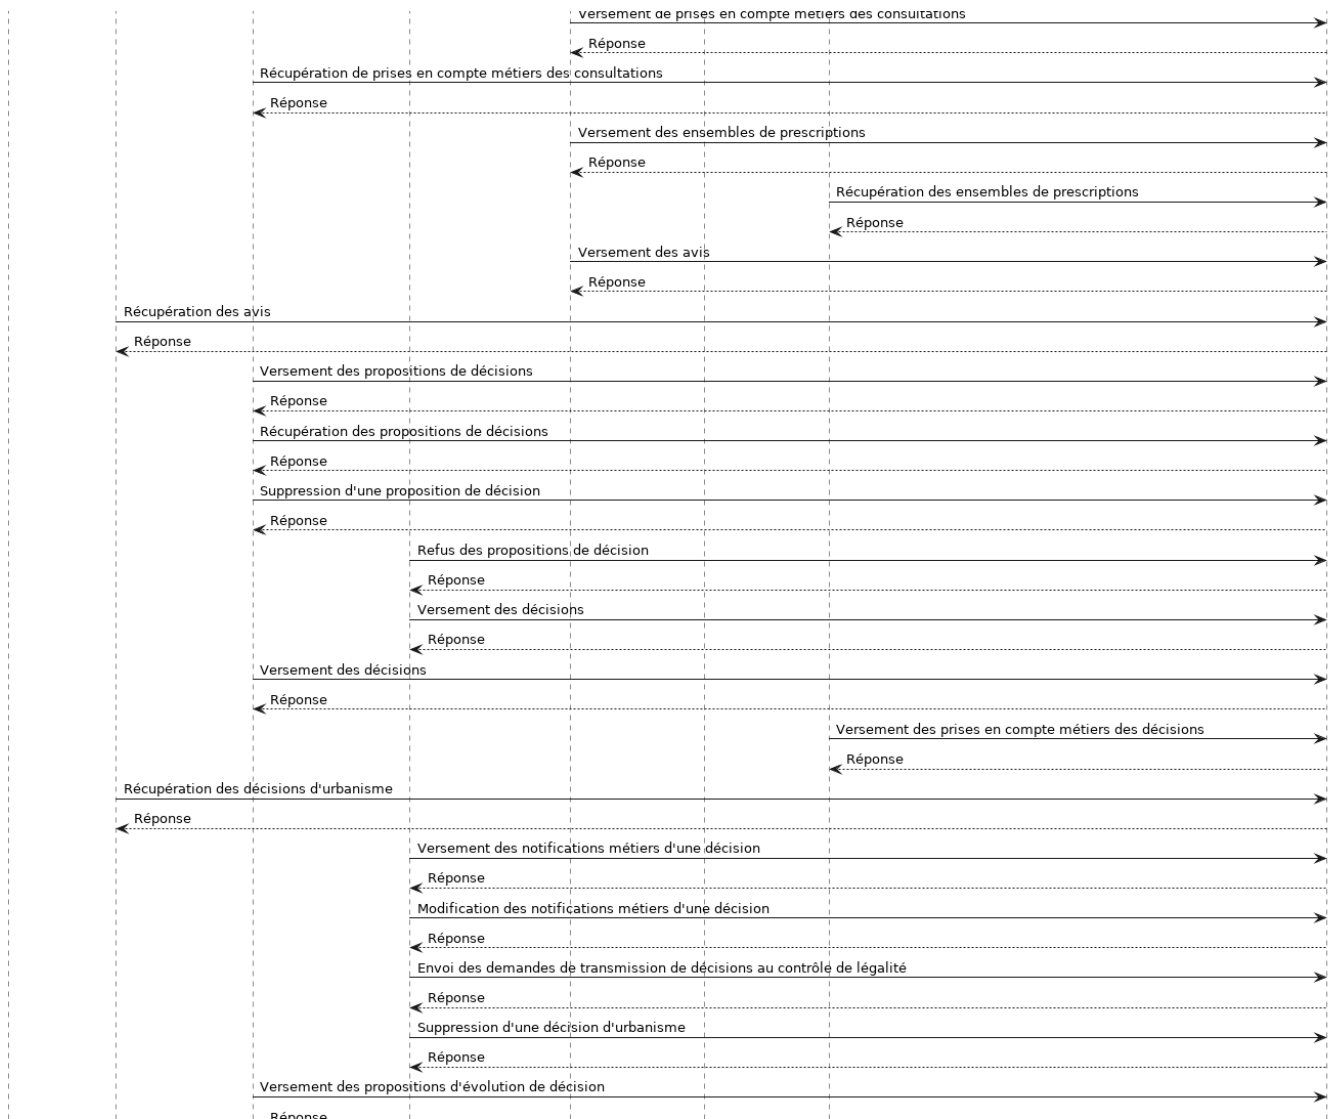 Versement de prises en compte métiers des consultations
Réponse
Récupération de prises en compte métiers des consultations
Réponse
Versement des ensembles de prescriptions
Réponse
Récupération des ensembles de prescriptions
Réponse
Versement des avis
Réponse
Récupération des avis
Réponse
Versement des propositions de décisions
Réponse
Récupération des propositions de décisions
Réponse
Suppression d'une proposition de décision
Réponse
Refus des propositions de décision
Réponse
Versement des décisions
Réponse
Versement des décisions
Réponse
Versement des prises en compte métiers des décisions
Réponse
Récupération des décisions d'urbanisme
Réponse
Versement des notifications métiers d'une décision
Réponse
Modification des notifications métiers d'une décision
Réponse
Envoi des demandes de transmission de décisions au contrôle de légalité
Réponse
Suppression d'une décision d'urbanisme
Réponse
Versement des propositions d'évolution de décision
Réponse